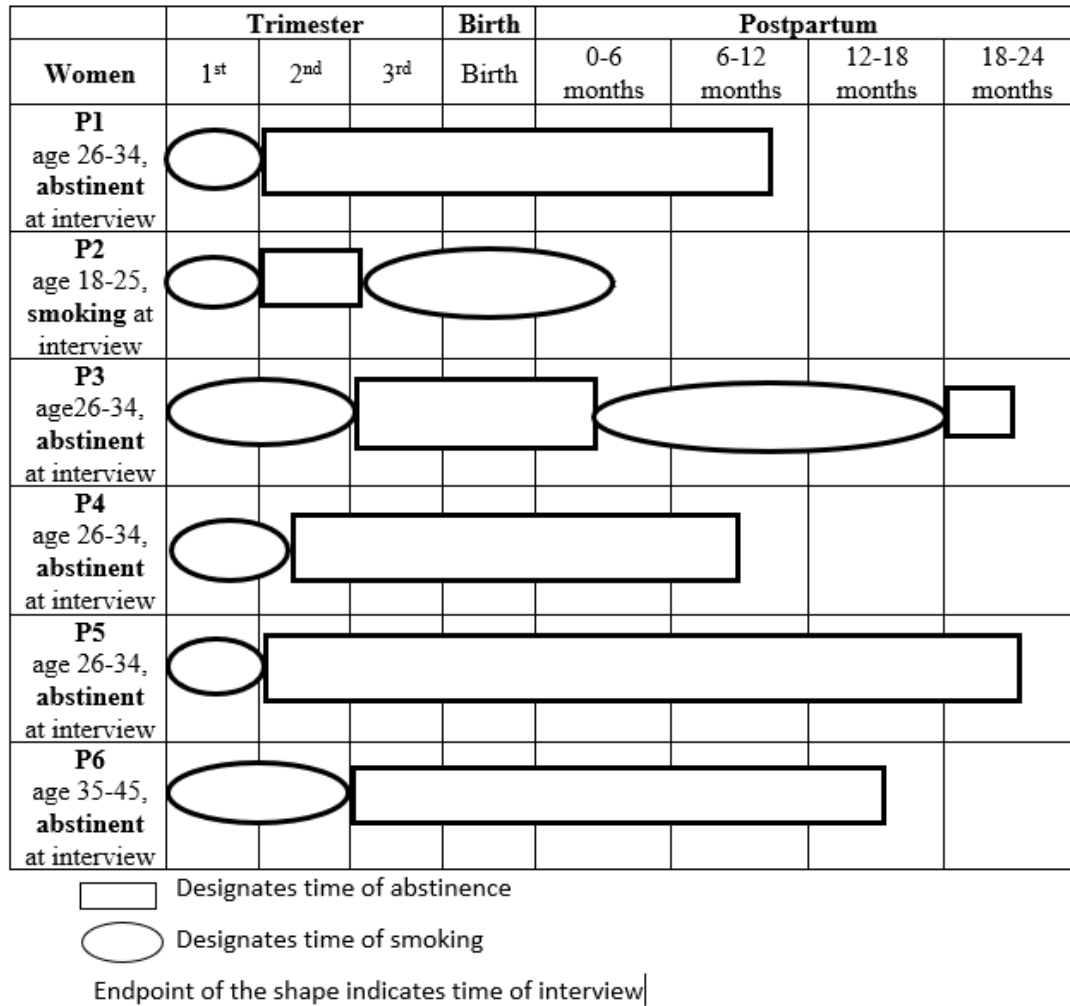 Trimester Birth Postpartum
Women 1st 2nd 3rd Birth 0-6 months 6-12 months 12-18 months 18-24 months
P1
age 26-34,
abstinent
at interview
P2
age 18-25,
smoking at
interview
P3
age26-34,
abstinent
at interview
P4
age 26-34,
abstinent
at interview
P5
age 26-34,
abstinent
at interview
P6
age 35-45,
abstinent
at interview
Designates time of abstinence
Designates time of smoking
Endpoint of the shape indicates time of interview